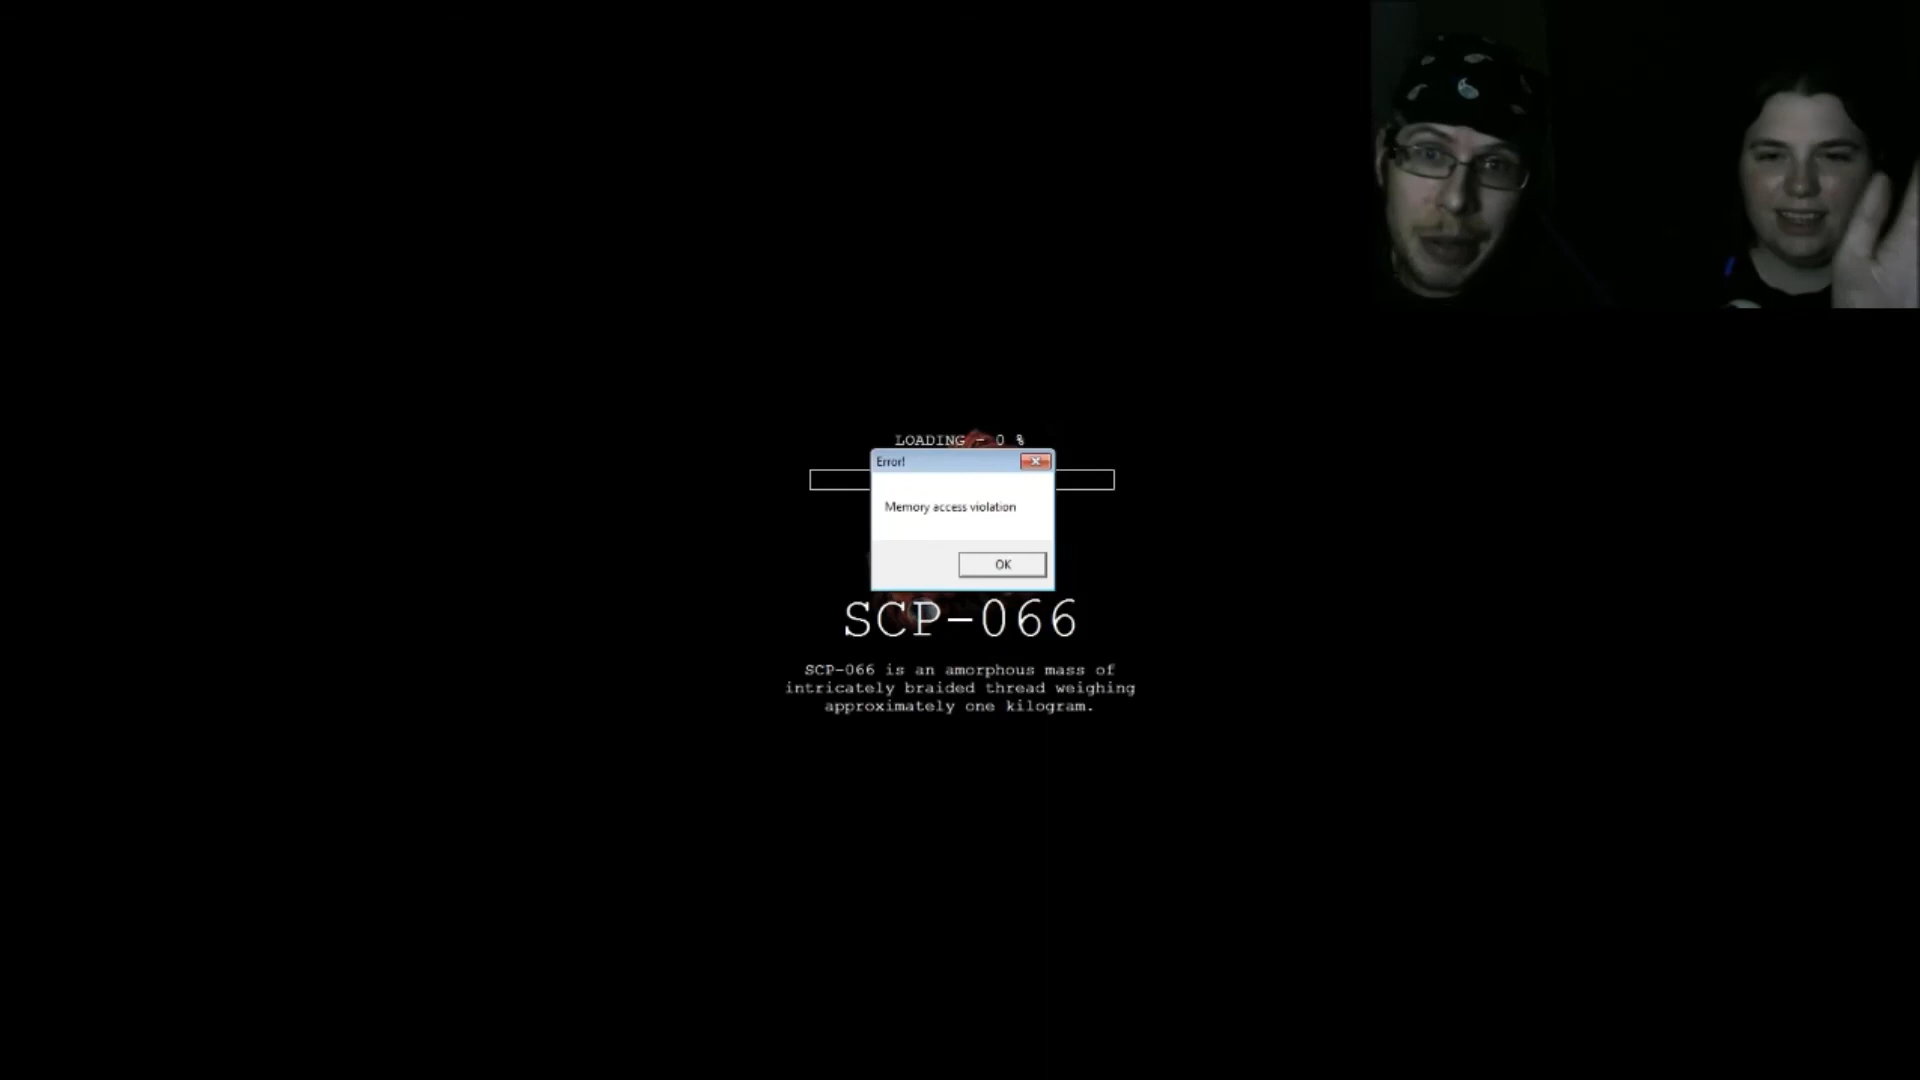 LOADING - 0 %
Error!
Memory access violation
OK
SCP-066
SCP-066 is an amorphous mass of
intricately braided thread weighing
approximately one kilogram.